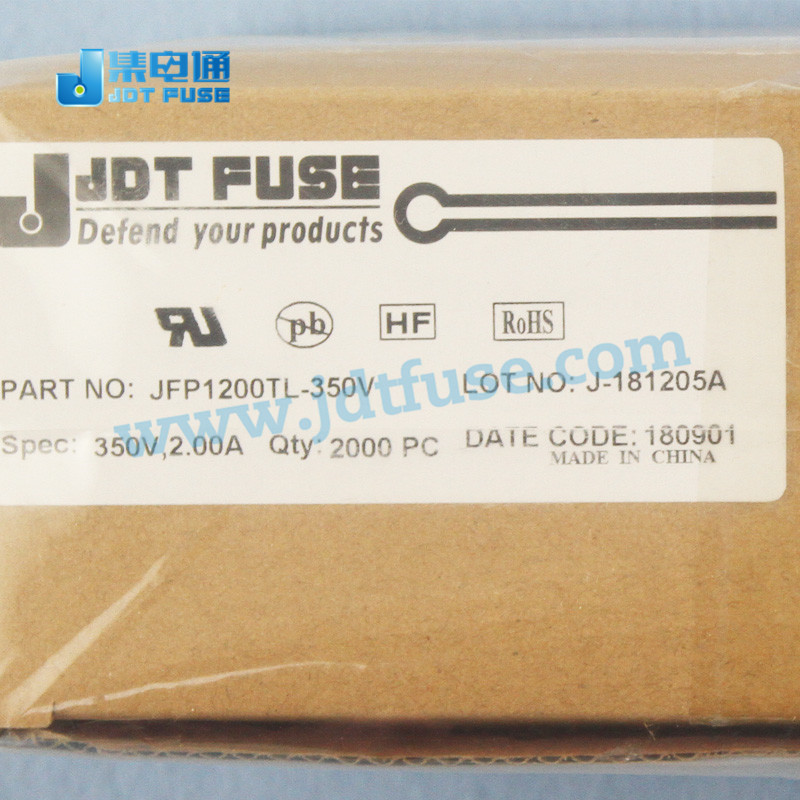 集电通
JDT FUSE
JDT FUSE
Defend your products
RU
pb
HF
RoHS
PART NO: JFP1200TL-350V
LOT NO: J-181205A
www.jdtfuse.com
Spec: 350V,2.00A Qty: 2000 PC
DATE CODE: 180901
MADE IN CHINA